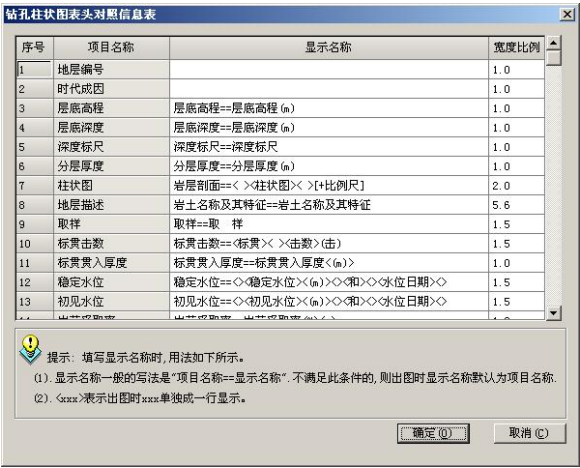 钻孔柱状图表头对照信息表
序号 项目名称 显示名称 宽度比例
1 地层编号 1.0
2 时代成因 1.0
3 层底高程 层底高程==层底高程(m) 1.0
4 层底深度 层底深度==层底深度(m) 1.0
5 深度标尺 深度标尺==深度标尺 1.0
6 分层厚度 分层厚度==分层厚度(m) 1.0
7 柱状图 岩层剖面==< ><柱状图>< >[+比例尺] 2.0
8 地层描述 岩土名称及其特征==岩土名称及其特征 5.6
9 取样 取样==取 样 1.5
10 标贯击数 标贯击数==<标贯>< ><击数>(击) 1.5
11 标贯贯入厚度 标贯贯入厚度==标贯贯入厚度<(m)> 1.0
12 稳定水位 稳定水位==<><稳定水位><(m)><><和><><水位日期><> 1.5
13 初见水位 初见水位==<><初见水位><(m)><><和><><水位日期><> 1.5
提示: 填写显示名称时,用法如下所示。
(1).显示名称一般的写法是"项目名称==显示名称".不满足此条件的,则出图时显示名称默认为项目名称.
(2).<xxx>表示出图时xxx单独成一行显示。
确定(O) 取消(C)